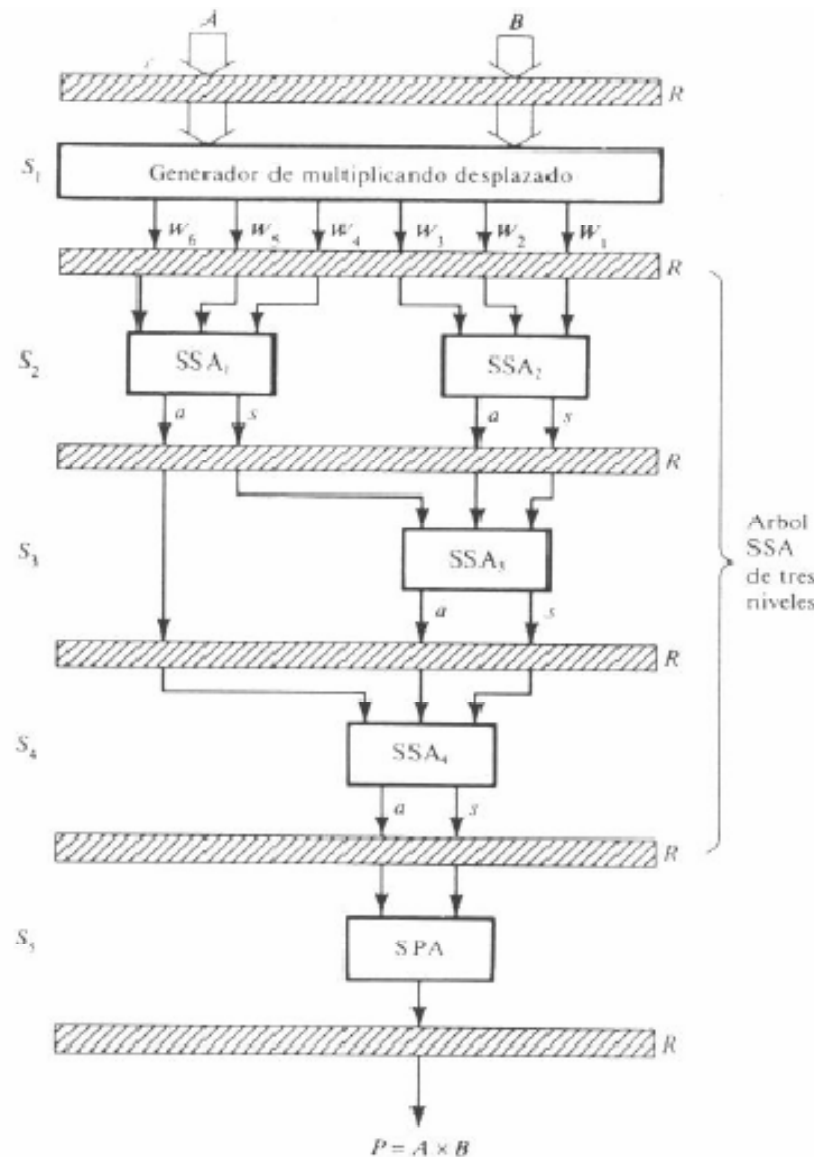 A B
R
S1 Generador de multiplicando desplazado
W6 W5 W4 W3 W2 W1
R
S2 SSA1 SSA2
a s a s
R
S3 SSA3
a s
Arbol
SSA
de tres
niveles
R
S4 SSA4
a s
R
S5 SPA
R
P = A × B